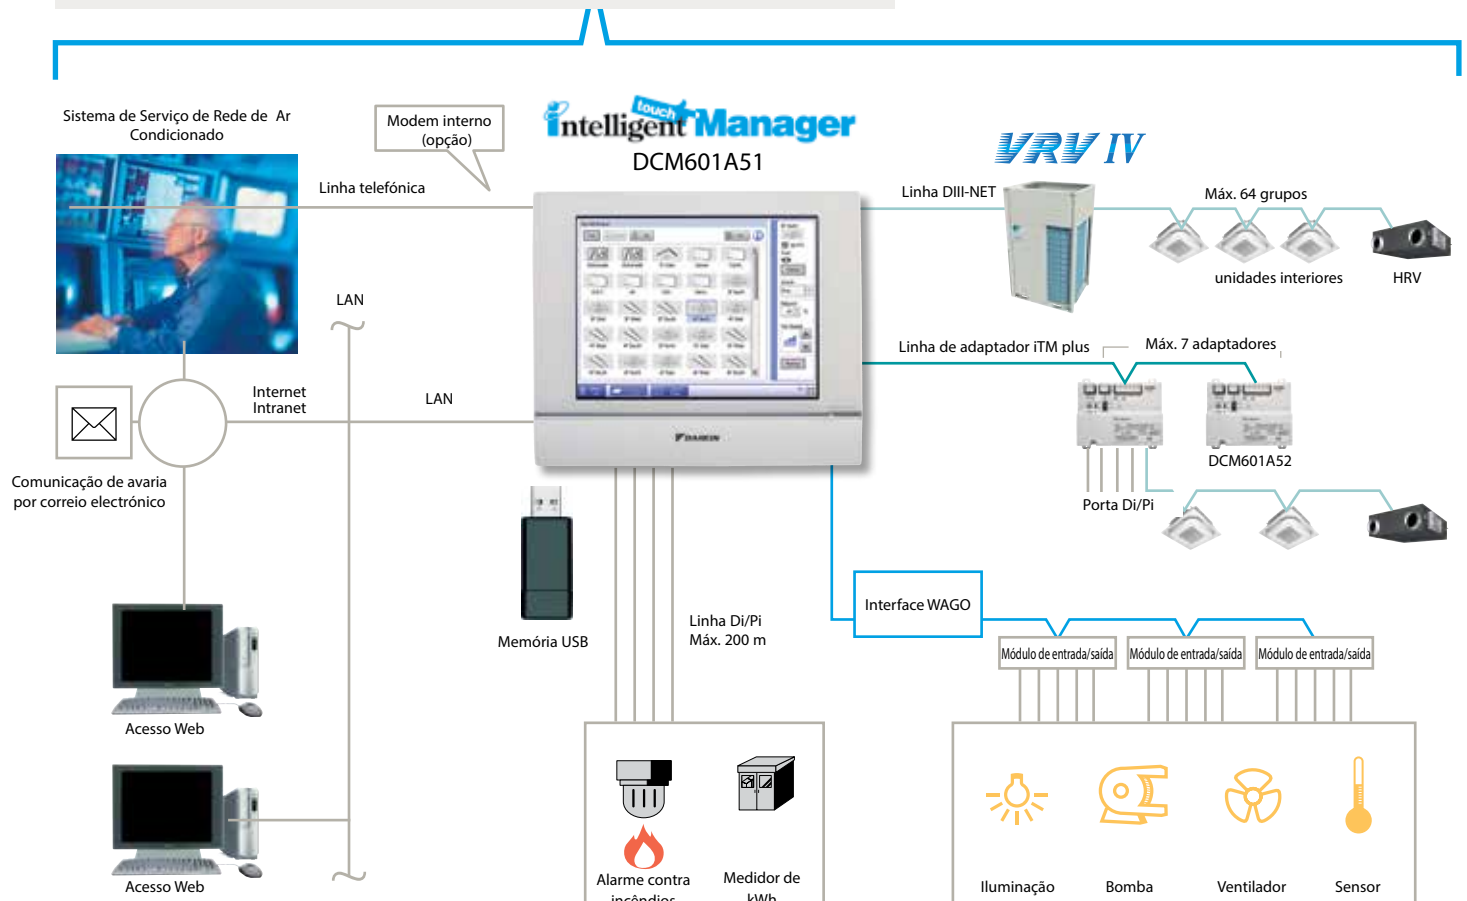 Sistema de Serviço de Rede de Ar
Condicionado
Modem interno
(opção)
Linha telefónica
LAN
Internet
Intranet
LAN
Comunicação de avaria
por correio electrónico
Acesso Web
Acesso Web
intelligent touch Manager
DCM601A51
DAIKIN
Memória USB
Linha Di/Pi
Máx. 200 m
Alarme contra
incêndios
Medidor de
kWh
VRV IV
Linha DIII-NET
Máx. 64 grupos
unidades interiores
HRV
Linha de adaptador iTM plus
Máx. 7 adaptadores
DCM601A52
Porta Di/Pi
Interface WAGO
Módulo de entrada/saída
Módulo de entrada/saída
Módulo de entrada/saída
Iluminação
Bomba
Ventilador
Sensor